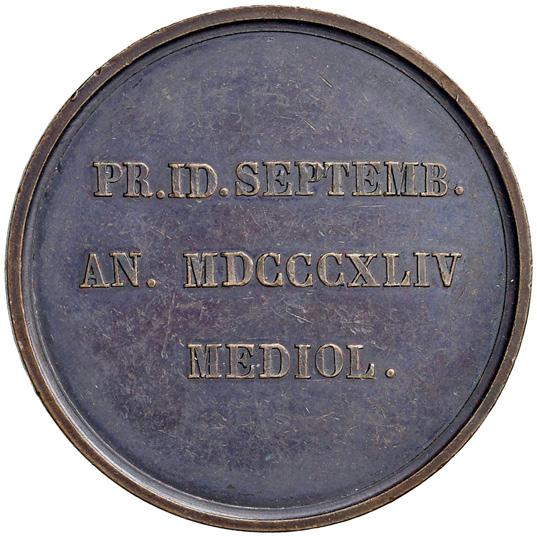 PR.ID.SEPTEMB.
AN. MDCCCXLIV
MEDIOL.